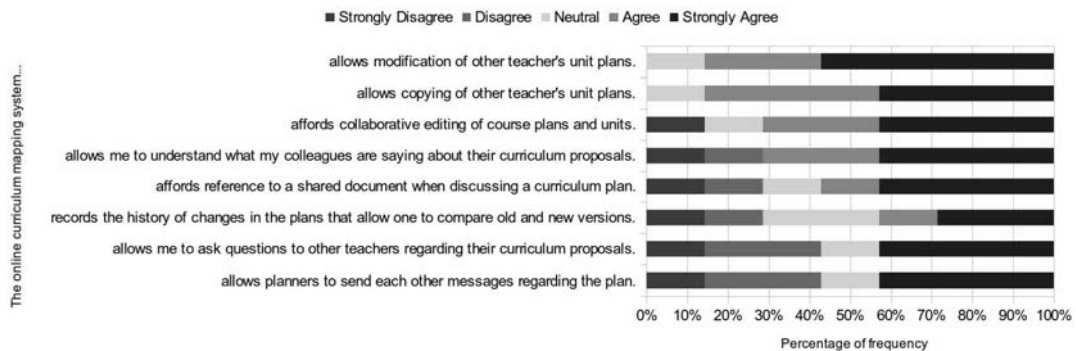 Strongly Disagree Disagree Neutral Agree Strongly Agree
The online curriculum mapping system...
allows modification of other teacher's unit plans.
allows copying of other teacher's unit plans.
affords collaborative editing of course plans and units.
allows me to understand what my colleagues are saying about their curriculum proposals.
affords reference to a shared document when discussing a curriculum plan.
records the history of changes in the plans that allow one to compare old and new versions.
allows me to ask questions to other teachers regarding their curriculum proposals.
allows planners to send each other messages regarding the plan.
0% 10% 20% 30% 40% 50% 60% 70% 80% 90% 100%
Percentage of frequency